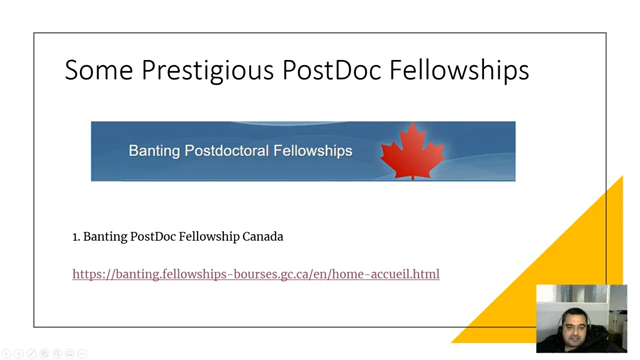 Some Prestigious PostDoc Fellowships
Banting Postdoctoral Fellowships
1. Banting PostDoc Fellowship Canada
https://banting.fellowships-bourses.gc.ca/en/home-accueil.html